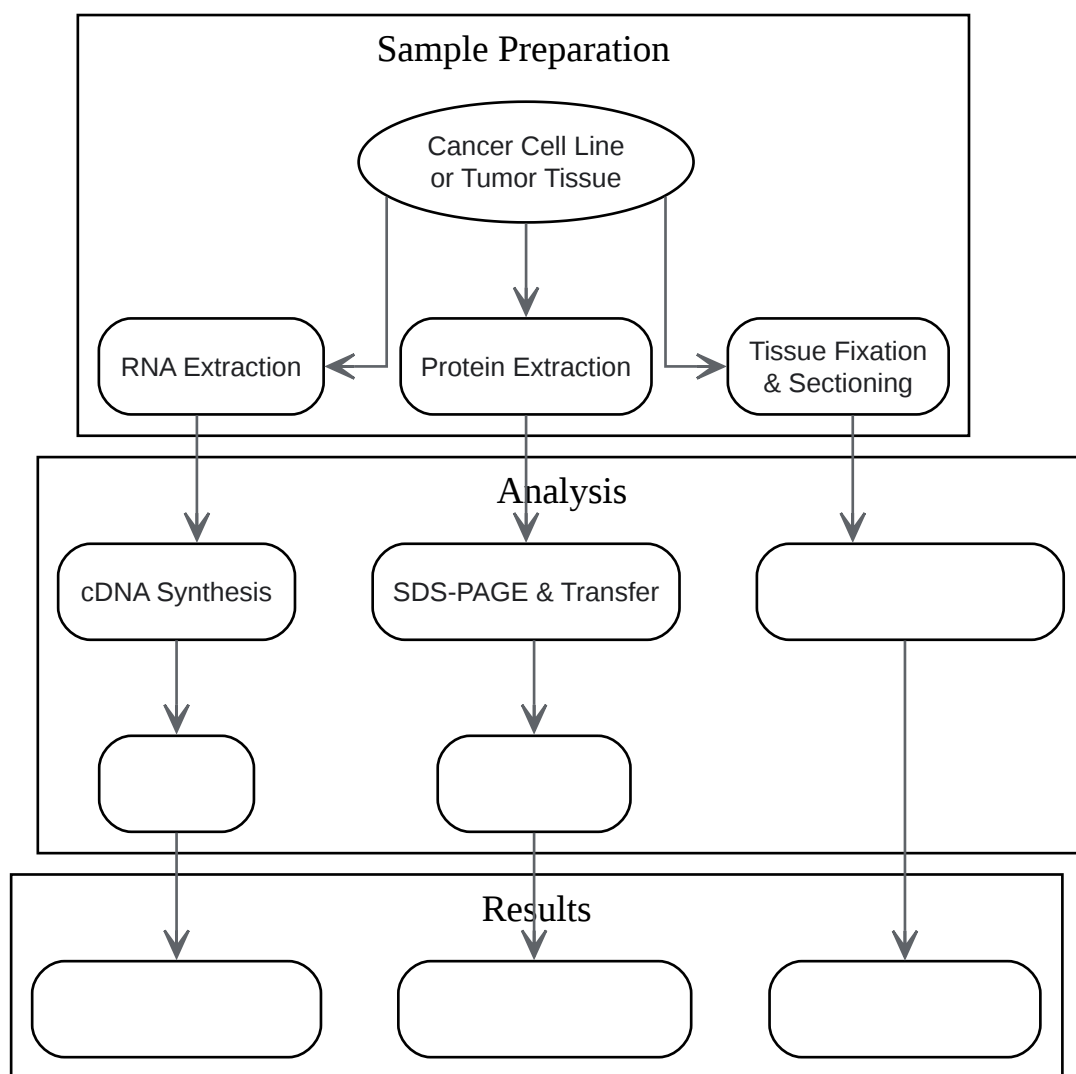 Sample Preparation
Cancer Cell Line
or Tumor Tissue
RNA Extraction
Protein Extraction
Tissue Fixation
& Sectioning
Analysis
cDNA Synthesis
SDS-PAGE & Transfer
Results